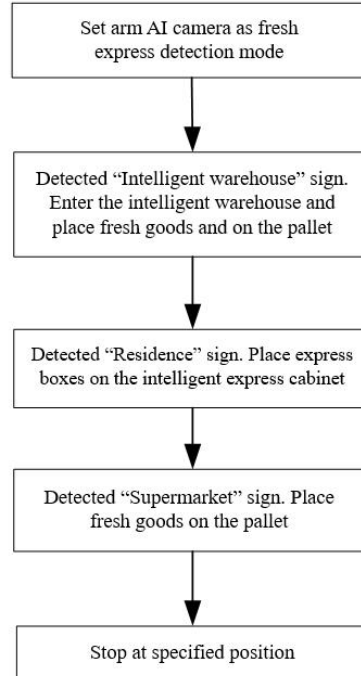 Set arm AI camera as fresh
express detection mode
Detected “Intelligent warehouse” sign.
Enter the intelligent warehouse and
place fresh goods and on the pallet
Detected “Residence” sign. Place express
boxes on the intelligent express cabinet
Detected “Supermarket” sign. Place
fresh goods on the pallet
Stop at specified position